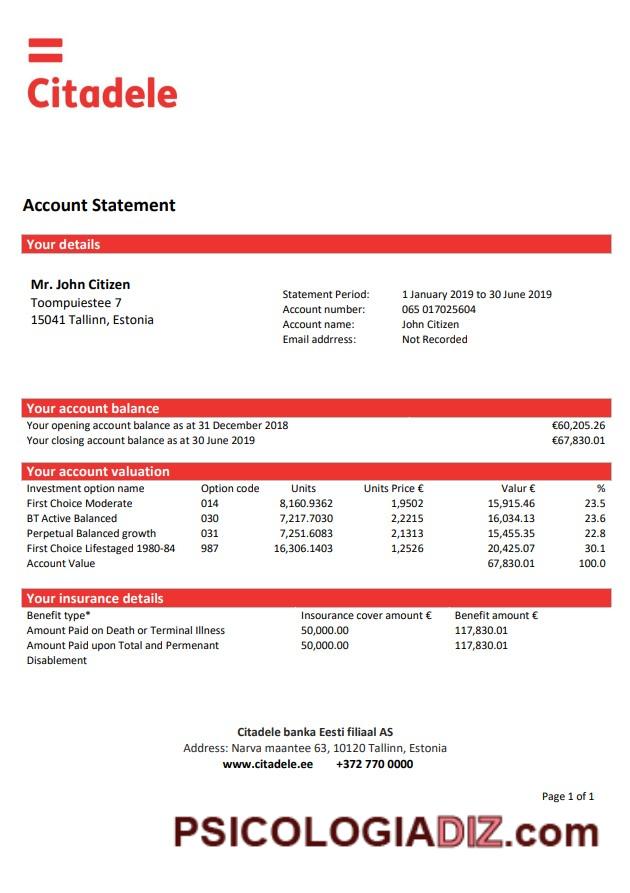 Citadele
Account Statement
Your details
Mr. John Citizen
Toompuiestee 7
15041 Tallinn, Estonia
Statement Period: 1 January 2019 to 30 June 2019
Account number: 065 017025604
Account name: John Citizen
Email addrress: Not Recorded
Your account balance
Your opening account balance as at 31 December 2018 €60,205.26
Your closing account balance as at 30 June 2019 €67,830.01
Your account valuation
Investment option name Option code Units Units Price € Valur € %
First Choice Moderate 014 8,160.9362 1,9502 15,915.46 23.5
BT Active Balanced 030 7,217.7030 2,2215 16,034.13 23.6
Perpetual Balanced growth 031 7,251.6083 2,1313 15,455.35 22.8
First Choice Lifestaged 1980-84 987 16,306.1403 1,2526 20,425.07 30.1
Account Value 67,830.01 100.0
Your insurance details
Benefit type* Insourance cover amount € Benefit amount €
Amount Paid on Death or Terminal Illness 50,000.00 117,830.01
Amount Paid upon Total and Permenant 50,000.00 117,830.01
Disablement
Citadele banka Eesti filiaal AS
Address: Narva maantee 63, 10120 Tallinn, Estonia
www.citadele.ee +372 770 0000
Page 1 of 1
PSICOLOGIADIZ.com